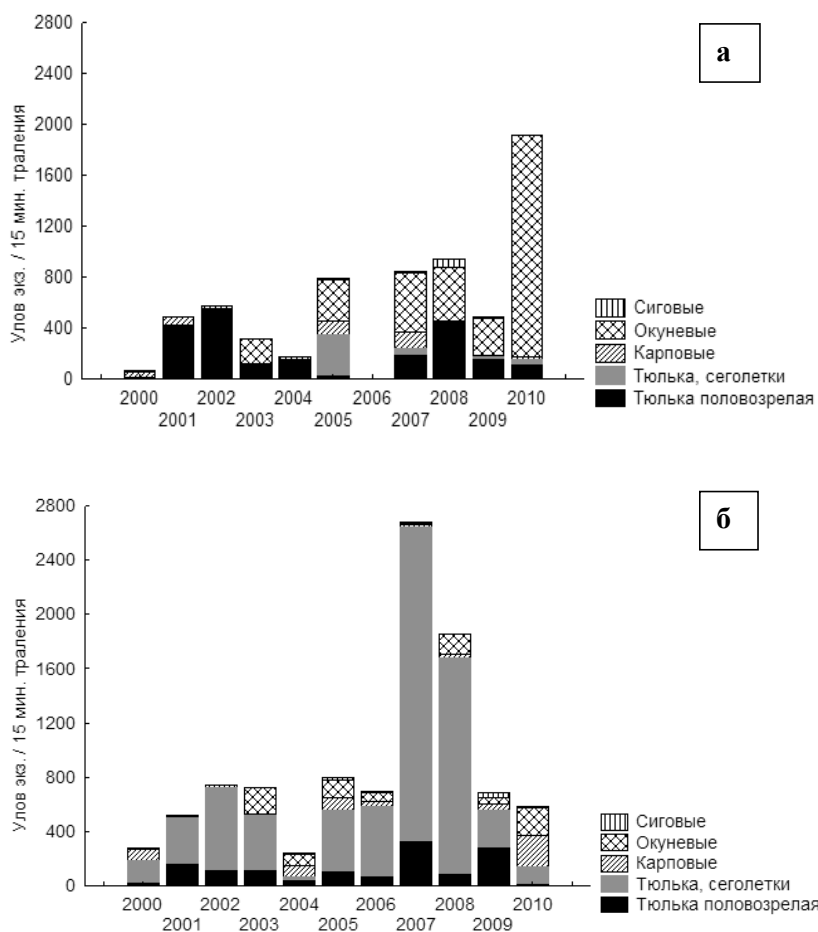 2800
2400
2000
1600
1200
800
400
0
Улов экз. / 15 мин. траления
а
Сиговые
Окуневые
Карповые
Тюлька, сеголетки
Тюлька половозрелая
2000 2002 2004 2006 2008 2010
2001 2003 2005 2007 2009
2800
2400
2000
1600
1200
800
400
0
Улов экз. / 15 мин. траления
б
Сиговые
Окуневые
Карповые
Тюлька, сеголетки
Тюлька половозрелая
2000 2002 2004 2006 2008 2010
2001 2003 2005 2007 2009